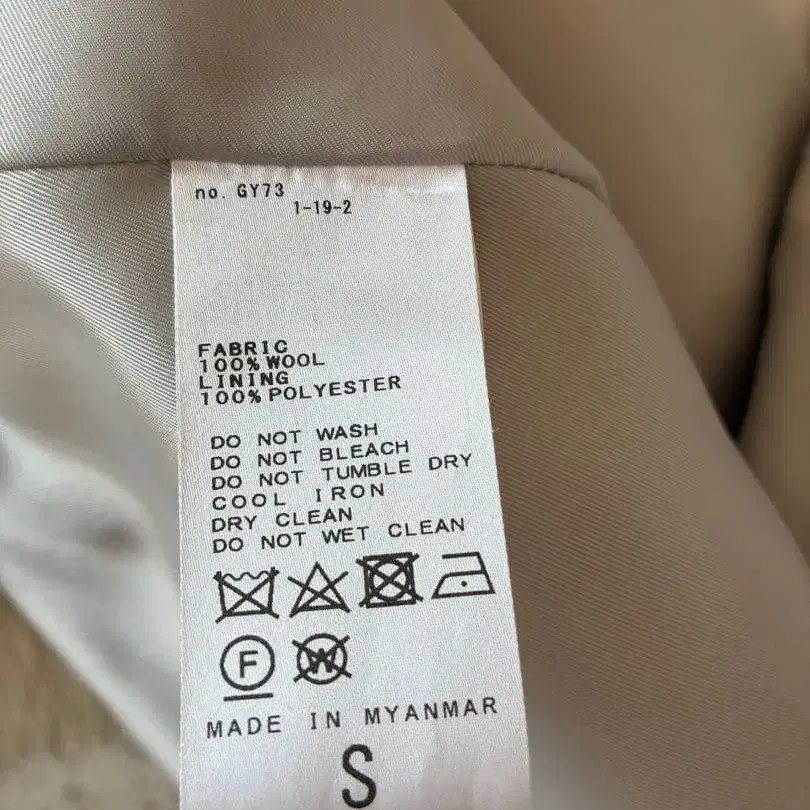 no. GY73
1-19-2
FABRIC
100% WOOL
LINING
100% POLYESTER
DO NOT WASH
DO NOT BLEACH
DO NOT TUMBLE DRY
COOL IRON
DRY CLEAN
DO NOT WET CLEAN
F W
MADE IN MYANMAR
S